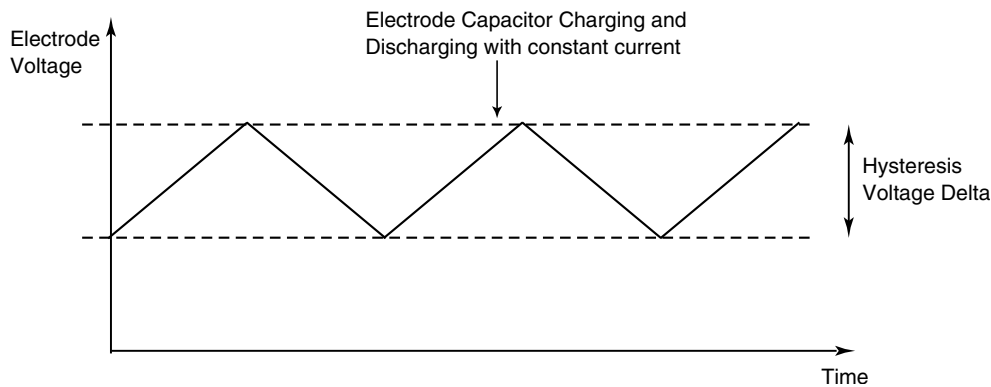 Electrode Capacitor Charging and
Discharging with constant current
Electrode
Voltage
Hysteresis
Voltage Delta
Time